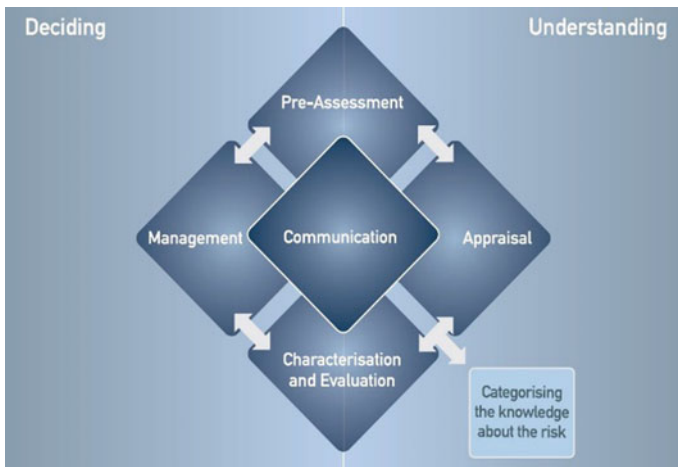 Deciding
Understanding
Pre-Assessment
Management
Communication
Appraisal
Characterisation
and Evaluation
Categorising
the knowledge
about the risk